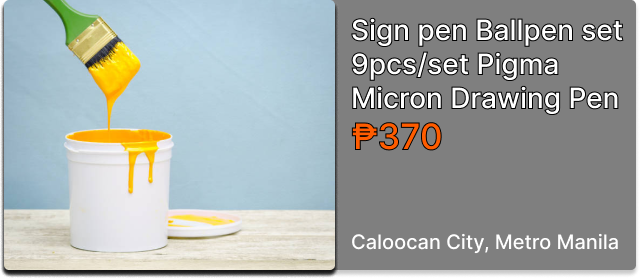 Sign pen Ballpen set
9pcs/set Pigma
Micron Drawing Pen
₱370
Caloocan City, Metro Manila